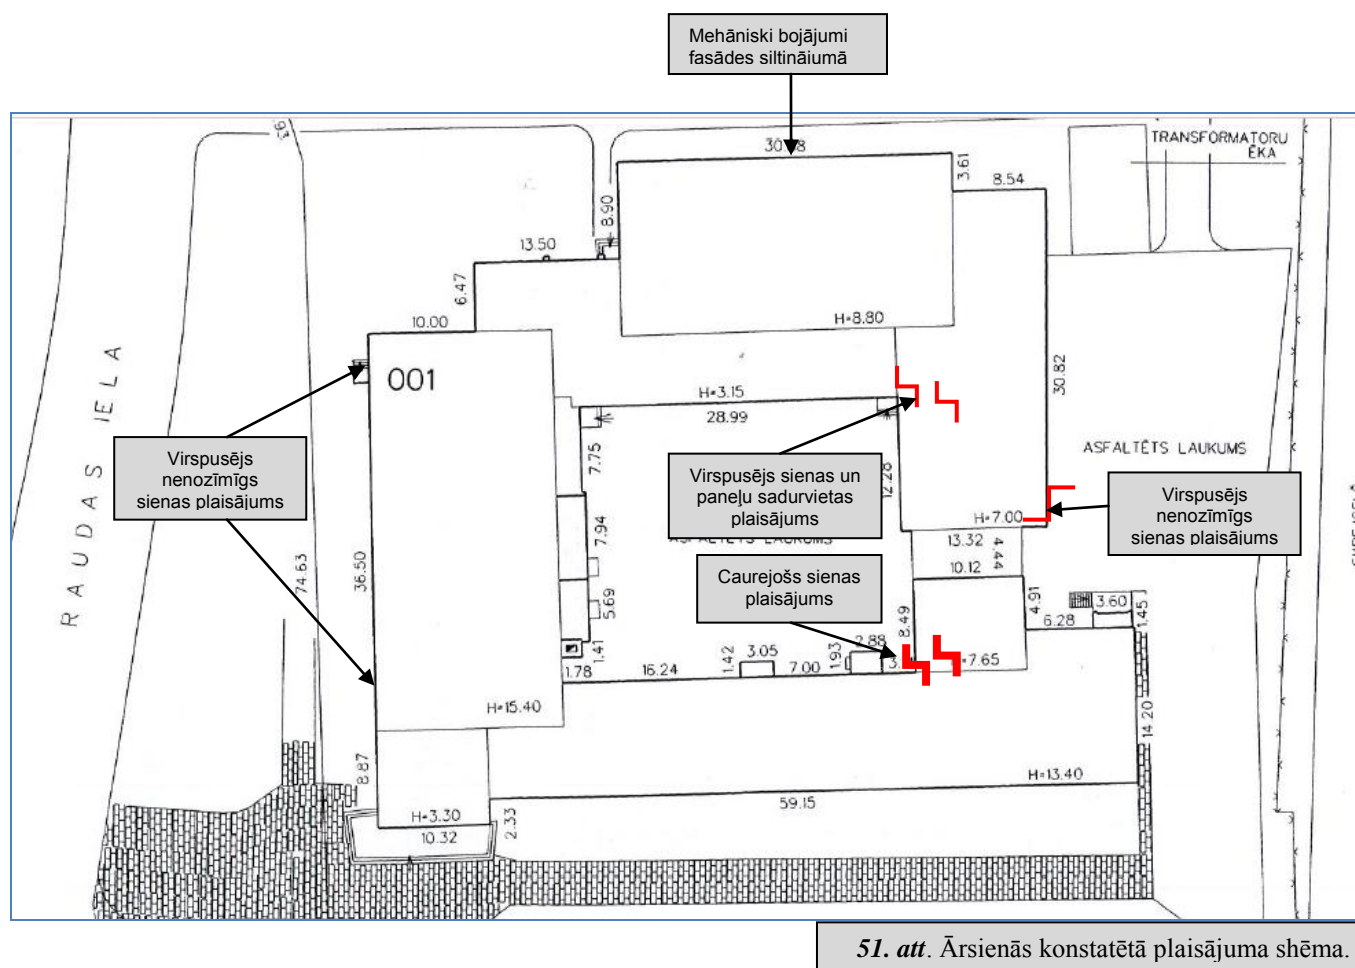 Mehāniski bojājumi
fasādes siltināiumā
TRANSFORMATORU
ĒKA
3.61
8.54
8.90
13.50
6.47
10.00
H=8.80
001
H=3.15
28.99
30.82
RAUDAS IELA
ASFALTĒTS LAUKUMS
Virspusējs
nenozīmīgs
sienas plaisājums
7.75
Virspusējs sienas un
paneļu sadurvietas
plaisājums
12.28
Virspusējs
nenozīmīgs
sienas plaisājums
H=7.00
7.94
13.32
4.44
10.12
36.50
74.63
Caurejošs sienas
plaisājums
5.69
8.49
4.91
3.60
1.45
6.28
1.41
1.42
3.05
1.93
2.88
1.78
16.24
7.00
H=15.40
14.20
8.87
H=13.40
59.15
H=3.30
10.32
2.33
51. att. Ārsienās konstatētā plaisājuma shēma.